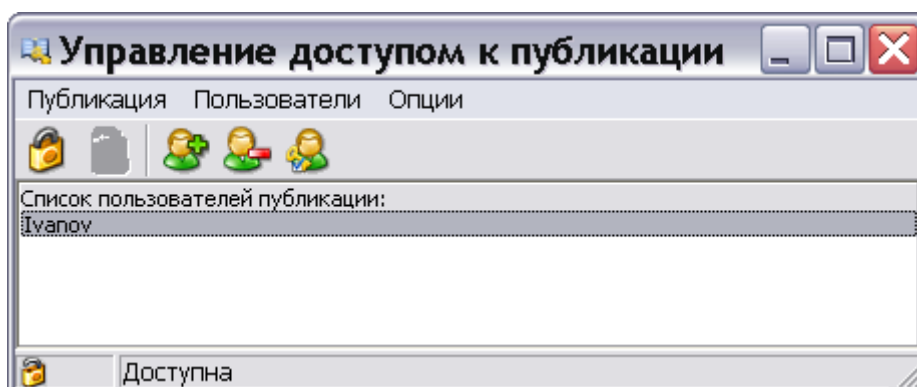 Управление доступом к публикации
Публикация Пользователи Опции
Список пользователей публикации:
Ivanov
Доступна